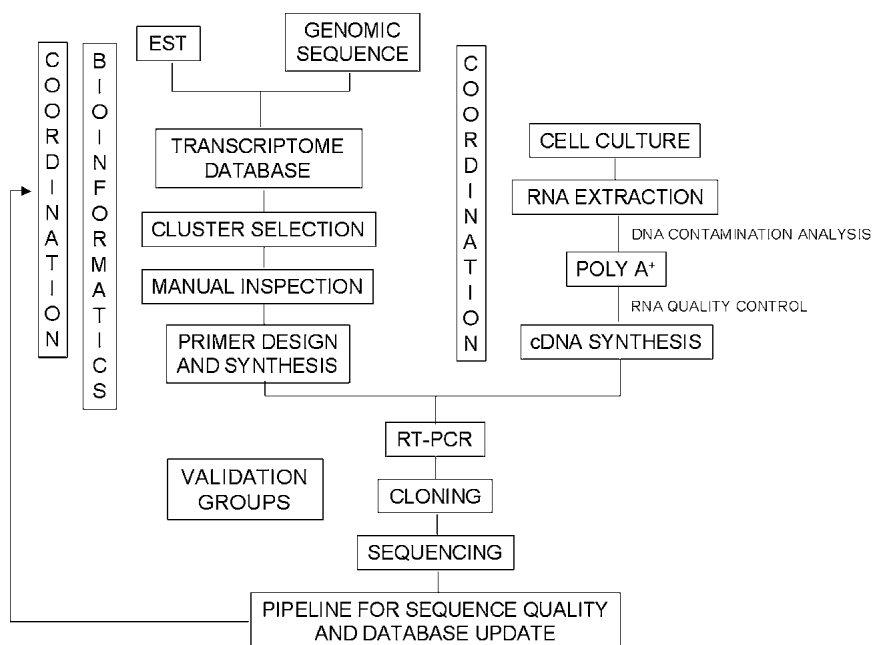 COORDINATION
BIOINFORMATICS
EST
GENOMIC
SEQUENCE
TRANSCRIPTOME
DATABASE
CLUSTER SELECTION
MANUAL INSPECTION
PRIMER DESIGN
AND SYNTHESIS
COORDINATION
CELL CULTURE
RNA EXTRACTION
DNA CONTAMINATION ANALYSIS
POLY A⁺
RNA QUALITY CONTROL
cDNA SYNTHESIS
RT-PCR
VALIDATION
GROUPS
CLONING
SEQUENCING
PIPELINE FOR SEQUENCE QUALITY
AND DATABASE UPDATE